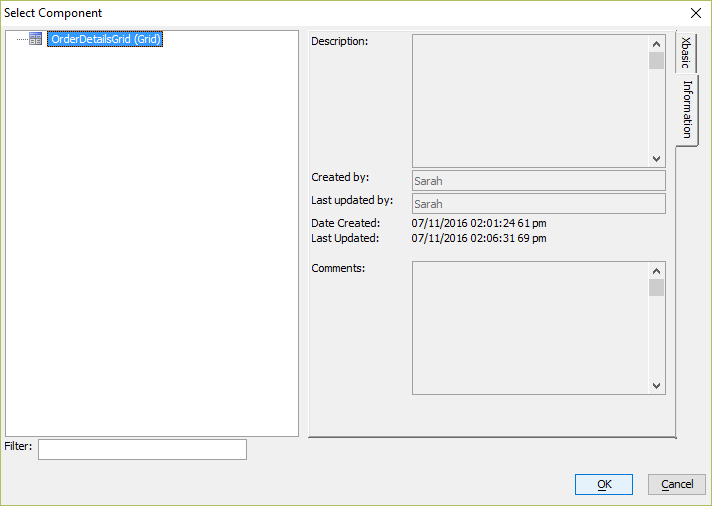 Select Component
OrderDetailsGrid (Grid)
Description:
Created by: Sarah
Last updated by: Sarah
Date Created: 07/11/2016 02:01:24 61 pm
Last Updated: 07/11/2016 02:06:31 69 pm
Comments:
Xbasic
Information
Filter:
OK Cancel